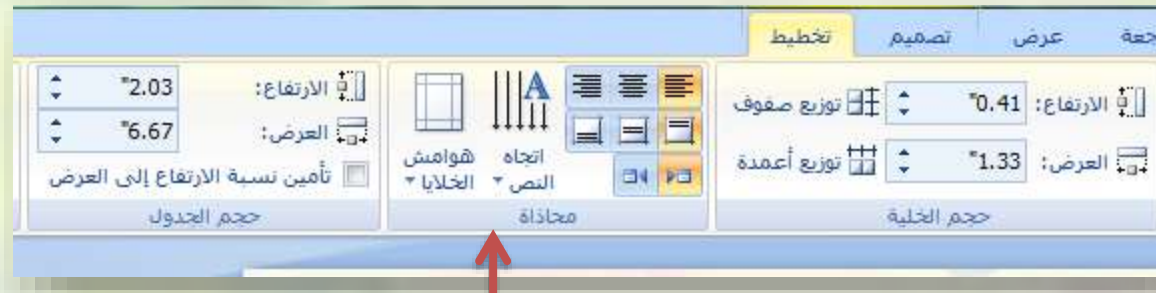 جعة عرض تصميم تخطيط
الارتفاع: 0.41" توزيع صفوف
العرض: 1.33" توزيع أعمدة
حجم الخلية
اتجاه النص
هوامش الخلايا
محاذاة
الارتفاع: 2.03"
العرض: 6.67"
تأمين نسبة الارتفاع إلى العرض
حجم الجدول